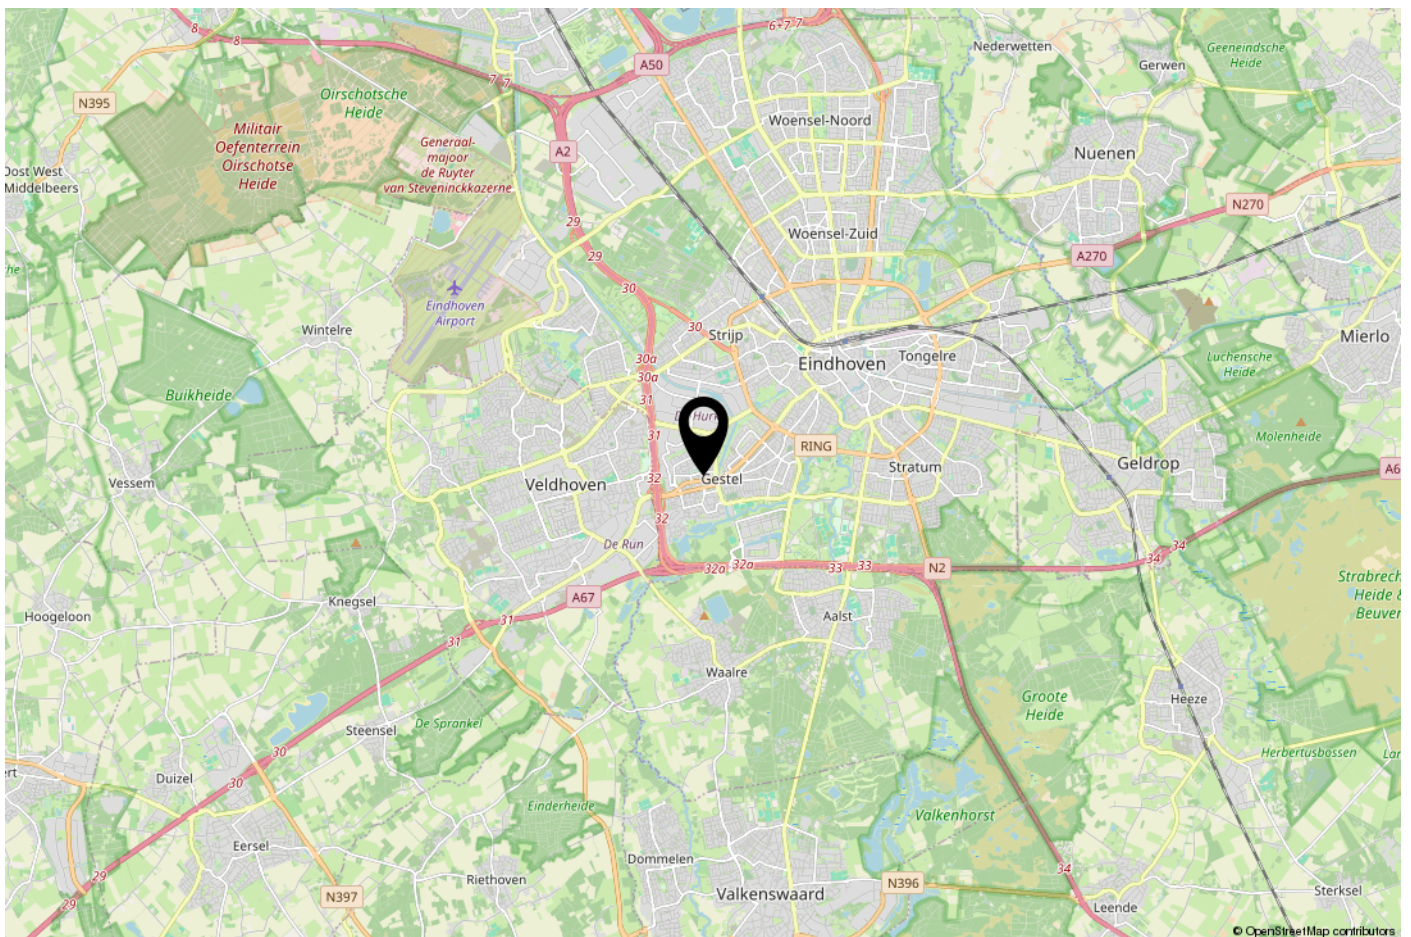 8
8
6+7
7
Nederwetten
Geeneindsche
Heide
Gerwen
A50
7
7
N395
Oirschotsche
Heide
Woensel-Noord
Militair
Oefenterrein
Oirschotse
Heide
Generaal-
majoor
de Ruyter
van Steveninckkazerne
A2
Nuenen
Oost West
Middelbeers
N270
29
Woensel-Zuid
29
A270
30
Eindhoven
Airport
Wintelre
30
Strijp
Mierlo
30a
Eindhoven
Tongelre
Luchensche
Heide
30a
Buikheide
31
31
RING
Molenheide
Geldrop
Stratum
A6
Vessem
Veldhoven
32
Gestel
32
De Run
34
34
32a
32a
33
33
N2
A67
Knegsel
Hoogeloon
Aalst
31
31
Waalre
Groote
Heide
Heeze
De Sprankel
Steensel
30
Herbertusbossen
Duizel
30
Einderheide
Valkenhorst
Eersel
Dommelen
34
29
Riethoven
N396
Valkenswaard
N397
Sterksel
29
Leende
© OpenStreetMap contributors